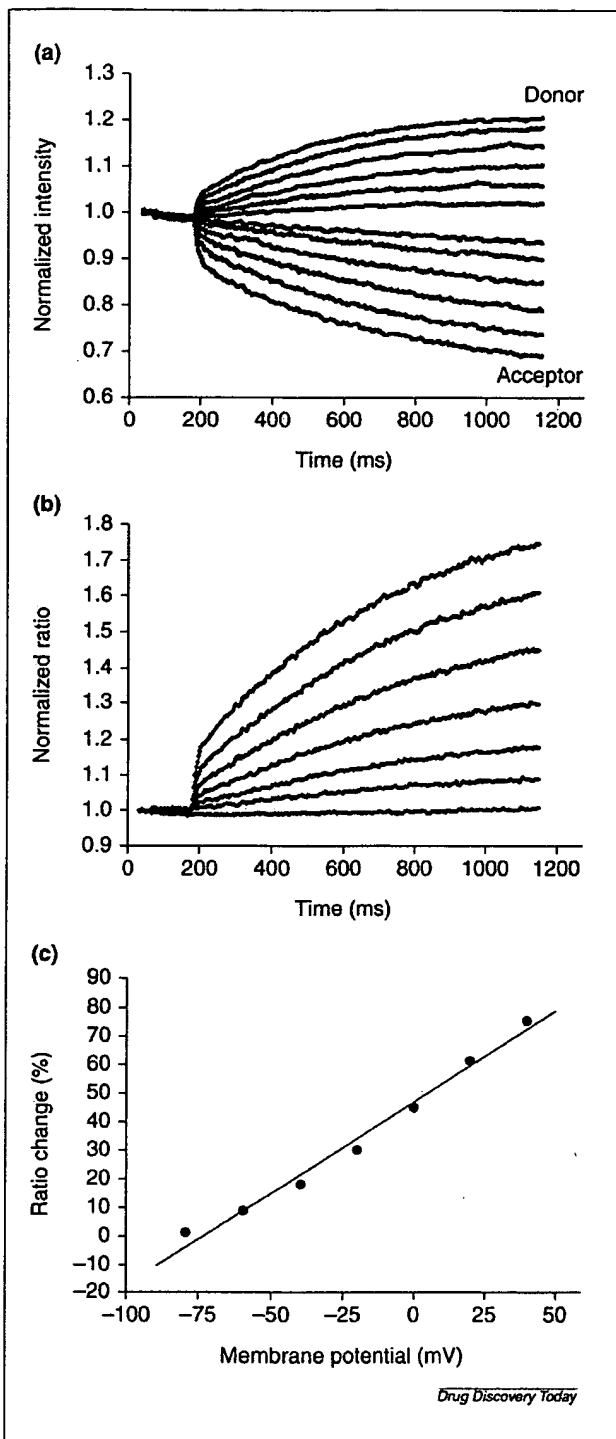 (a)
1.3
1.2
1.1
1.0
0.9
0.8
0.7
0.6
Normalized intensity
Donor
Acceptor
0 200 400 600 800 1000 1200
Time (ms)
(b)
1.8
1.7
1.6
1.5
1.4
1.3
1.2
1.1
1.0
0.9
Normalized ratio
0 200 400 600 800 1000 1200
Time (ms)
(c)
90
80
70
60
50
40
30
20
10
0
−10
−20
Ratio change (%)
−100 −75 −50 −25 0 25 50
Membrane potential (mV)
Drug Discovery Today